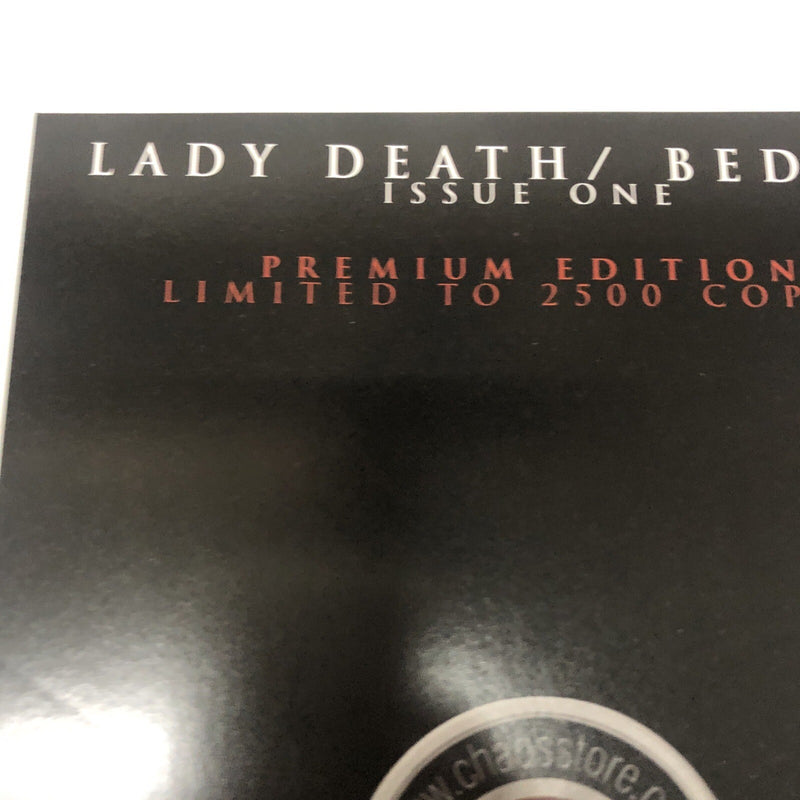 LADY DEATH/ BED
ISSUE ONE
PREMIUM EDITION
LIMITED TO 2500 COP
www.chaosstore.c